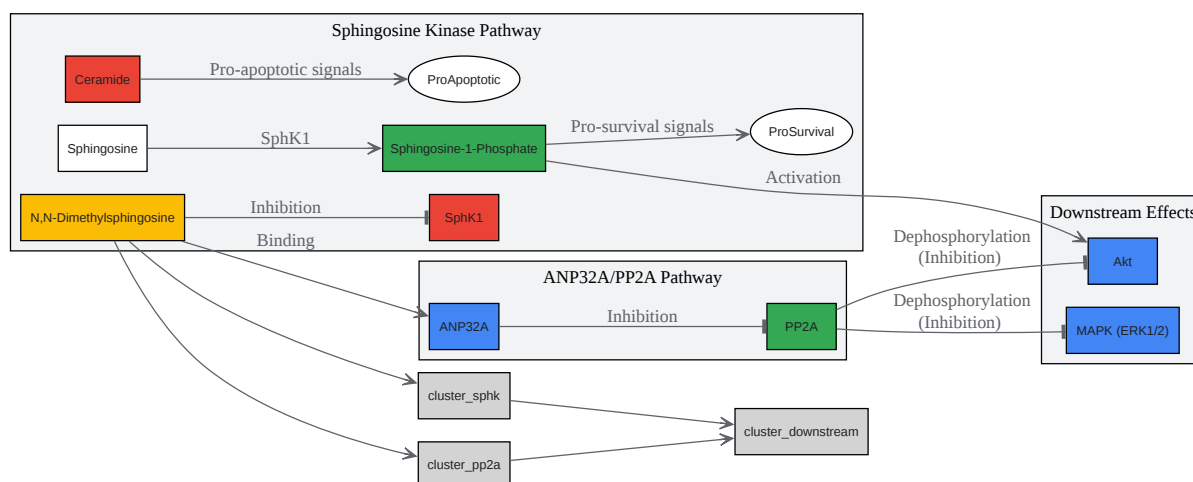 Sphingosine Kinase Pathway
Ceramide
Pro-apoptotic signals
ProApoptotic
Sphingosine
SphK1
Sphingosine-1-Phosphate
Pro-survival signals
ProSurvival
Activation
N,N-Dimethylsphingosine
Inhibition
SphK1
Binding
Downstream Effects
Dephosphorylation
(Inhibition)
Akt
ANP32A/PP2A Pathway
ANP32A
Inhibition
PP2A
Dephosphorylation
(Inhibition)
MAPK (ERK1/2)
cluster_sphk
cluster_downstream
cluster_pp2a